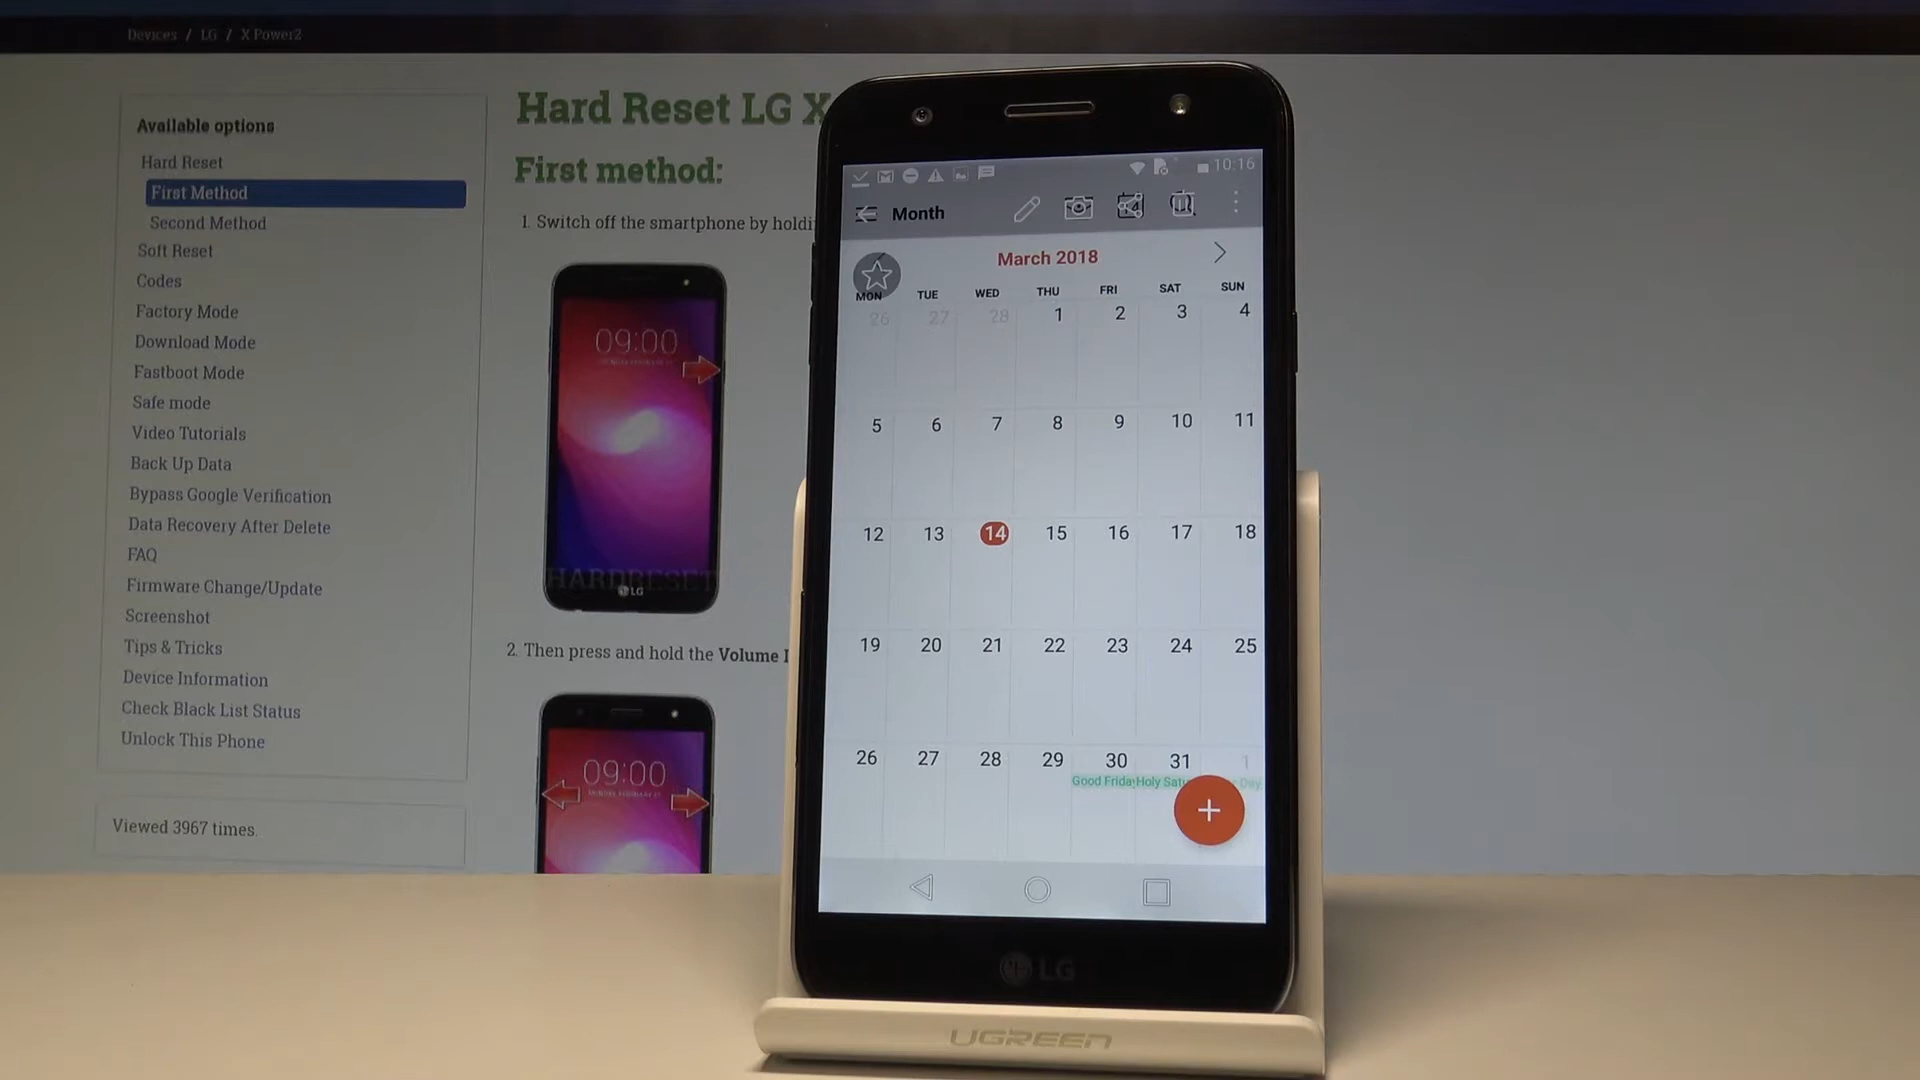 Devices / LG / X Power2
Available options
Hard Reset
First Method
Second Method
Soft Reset
Codes
Factory Mode
Download Mode
Fastboot Mode
Safe mode
Video Tutorials
Back Up Data
Bypass Google Verification
Data Recovery After Delete
FAQ
Firmware Change/Update
Screenshot
Tips & Tricks
Device Information
Check Black List Status
Unlock This Phone
Viewed 3967 times.
Hard Reset LG X
First method:
1. Switch off the smartphone by holdi
09:00
HARDRESET
LG
2. Then press and hold the Volume
09:00
10:16
Month
March 2018
MON TUE WED THU FRI SAT SUN
26 27 28 1 2 3 4
5 6 7 8 9 10 11
12 13 14 15 16 17 18
19 20 21 22 23 24 25
26 27 28 29 30 31 1
Good Friday Holy Satu Day
+
LG
UGREEN